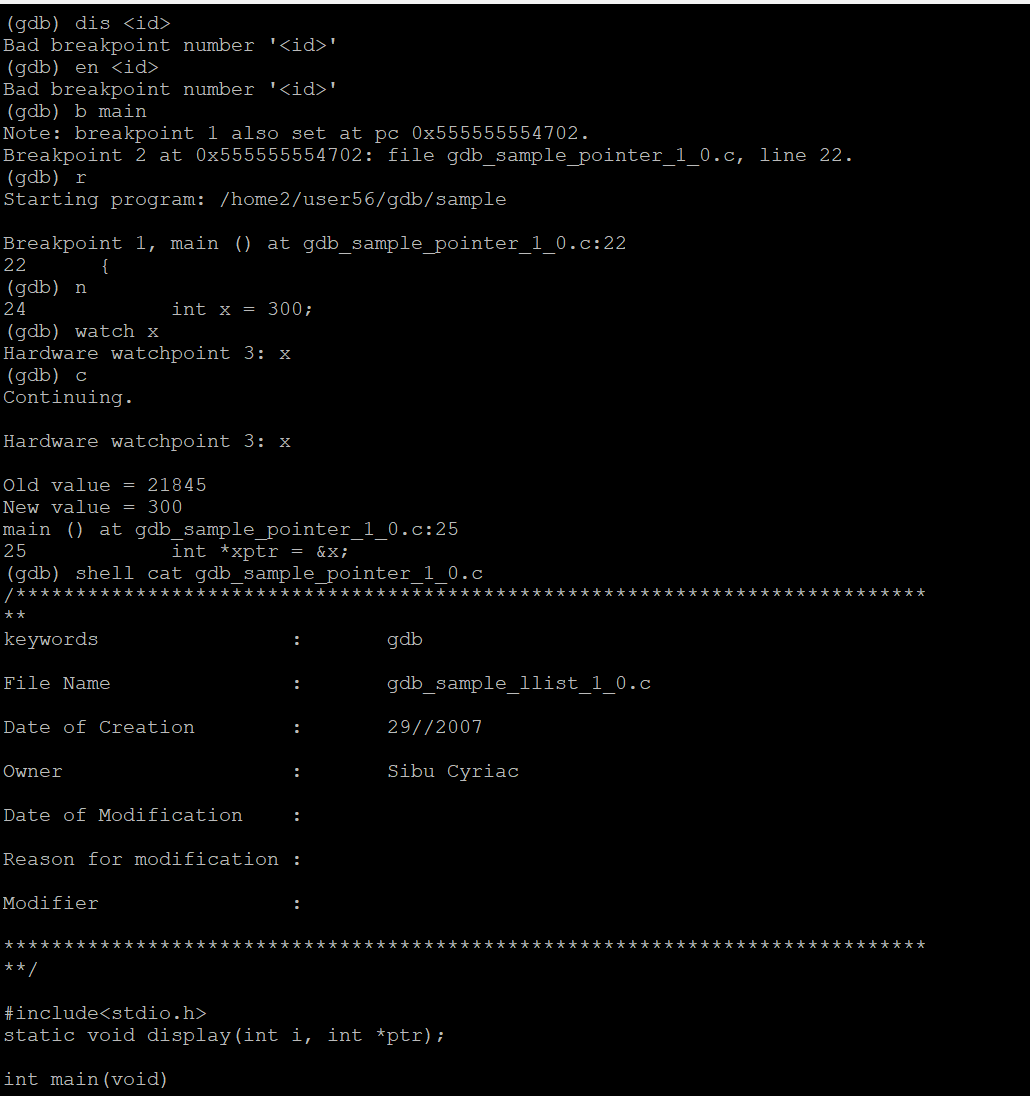 (gdb) dis <id>
Bad breakpoint number '<id>'
(gdb) en <id>
Bad breakpoint number '<id>'
(gdb) b main
Note: breakpoint 1 also set at pc 0x555555554702.
Breakpoint 2 at 0x555555554702: file gdb_sample_pointer_1_0.c, line 22.
(gdb) r
Starting program: /home2/user56/gdb/sample

Breakpoint 1, main () at gdb_sample_pointer_1_0.c:22
22      {
(gdb) n
24            int x = 300;
(gdb) watch x
Hardware watchpoint 3: x
(gdb) c
Continuing.

Hardware watchpoint 3: x

Old value = 21845
New value = 300
main () at gdb_sample_pointer_1_0.c:25
25            int *xptr = &x;
(gdb) shell cat gdb_sample_pointer_1_0.c
/****************************************************************************
**
keywords                :       gdb

File Name               :       gdb_sample_llist_1_0.c

Date of Creation        :       29//2007

Owner                   :       Sibu Cyriac

Date of Modification    :

Reason for modification :

Modifier                :

*****************************************************************************
**/

#include<stdio.h>
static void display(int i, int *ptr);

int main(void)